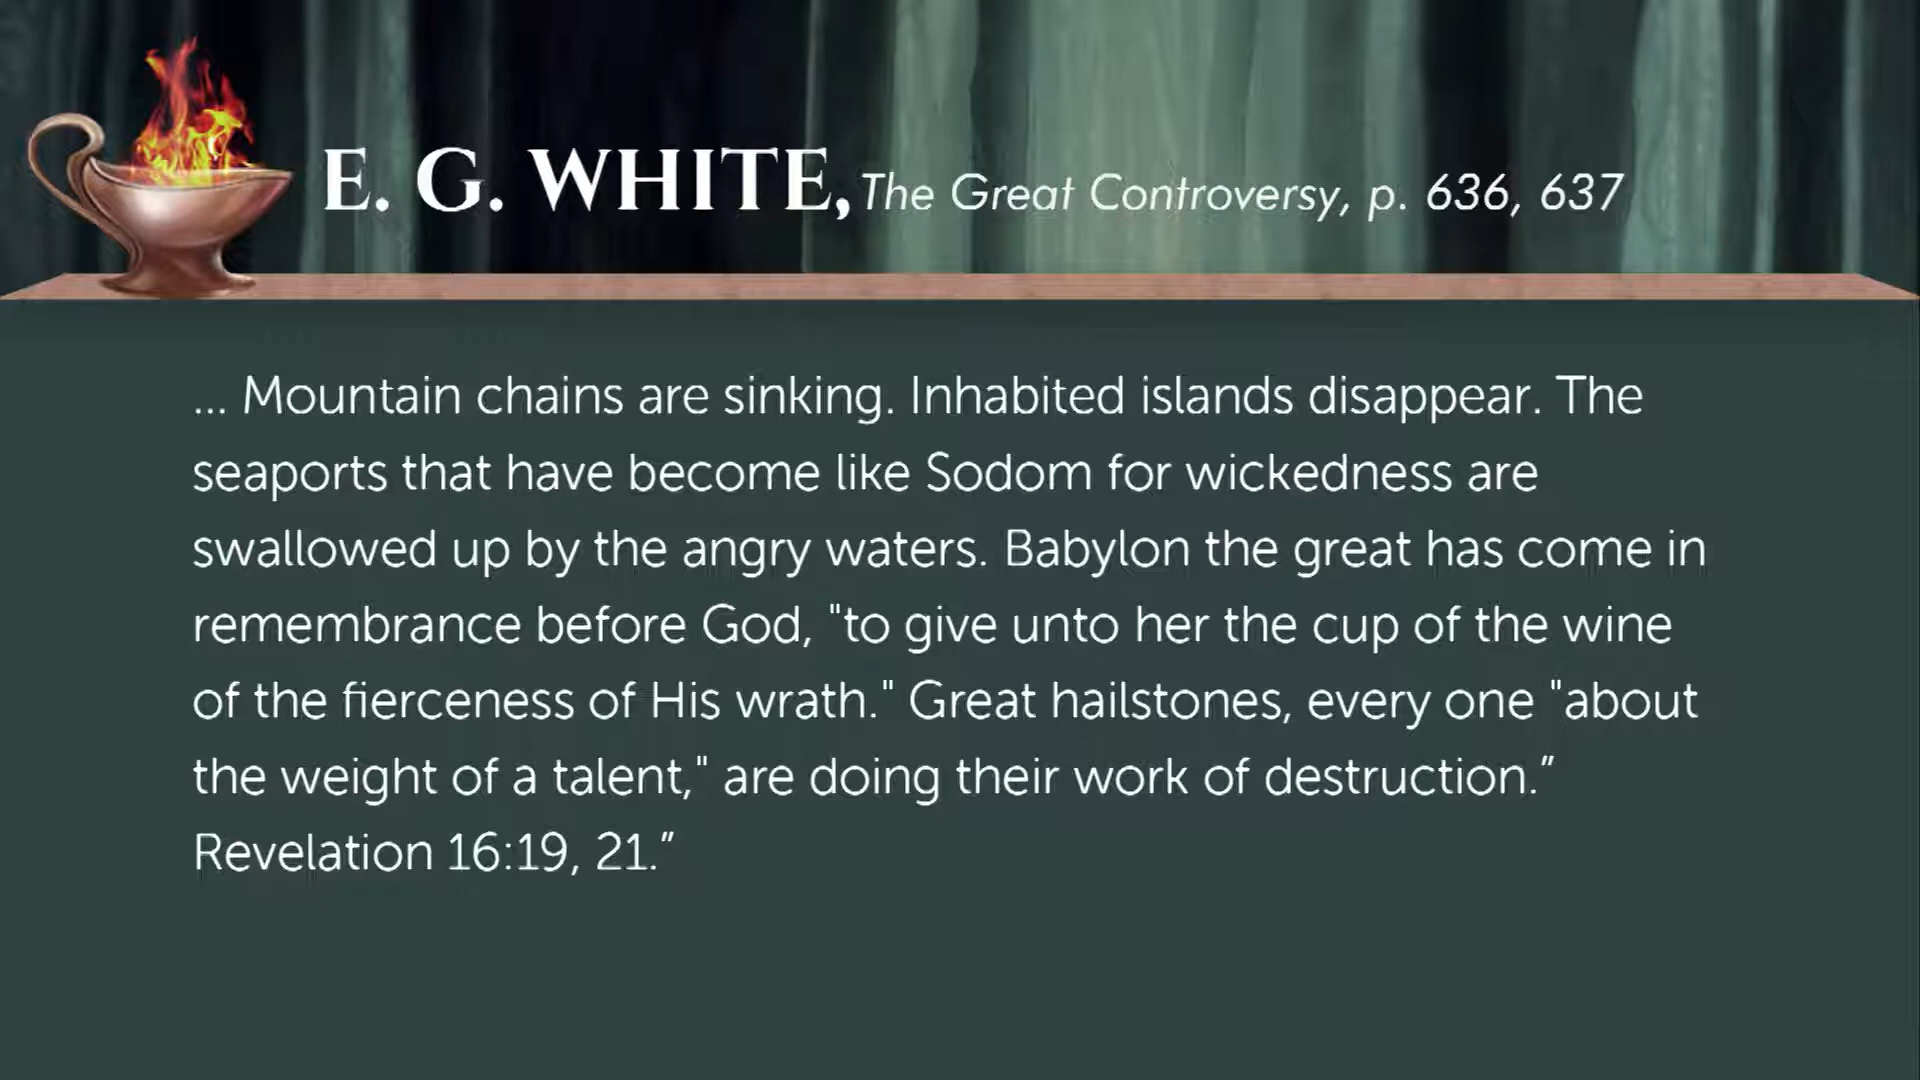 E. G. WHITE, The Great Controversy, p. 636, 637
... Mountain chains are sinking. Inhabited islands disappear. The
seaports that have become like Sodom for wickedness are
swallowed up by the angry waters. Babylon the great has come in
remembrance before God, "to give unto her the cup of the wine
of the fierceness of His wrath." Great hailstones, every one "about
the weight of a talent," are doing their work of destruction.”
Revelation 16:19, 21.”